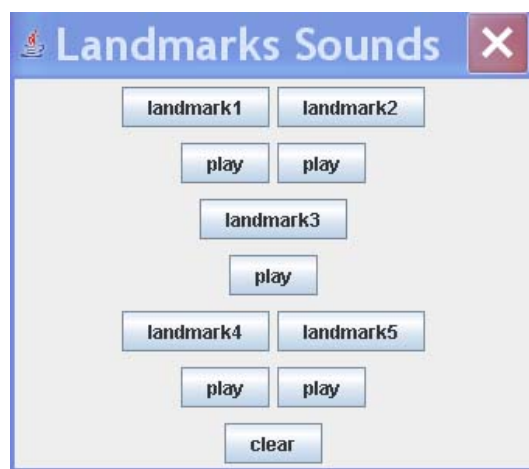 Landmarks Sounds
landmark1 landmark2
play play
landmark3
play
landmark4 landmark5
play play
clear